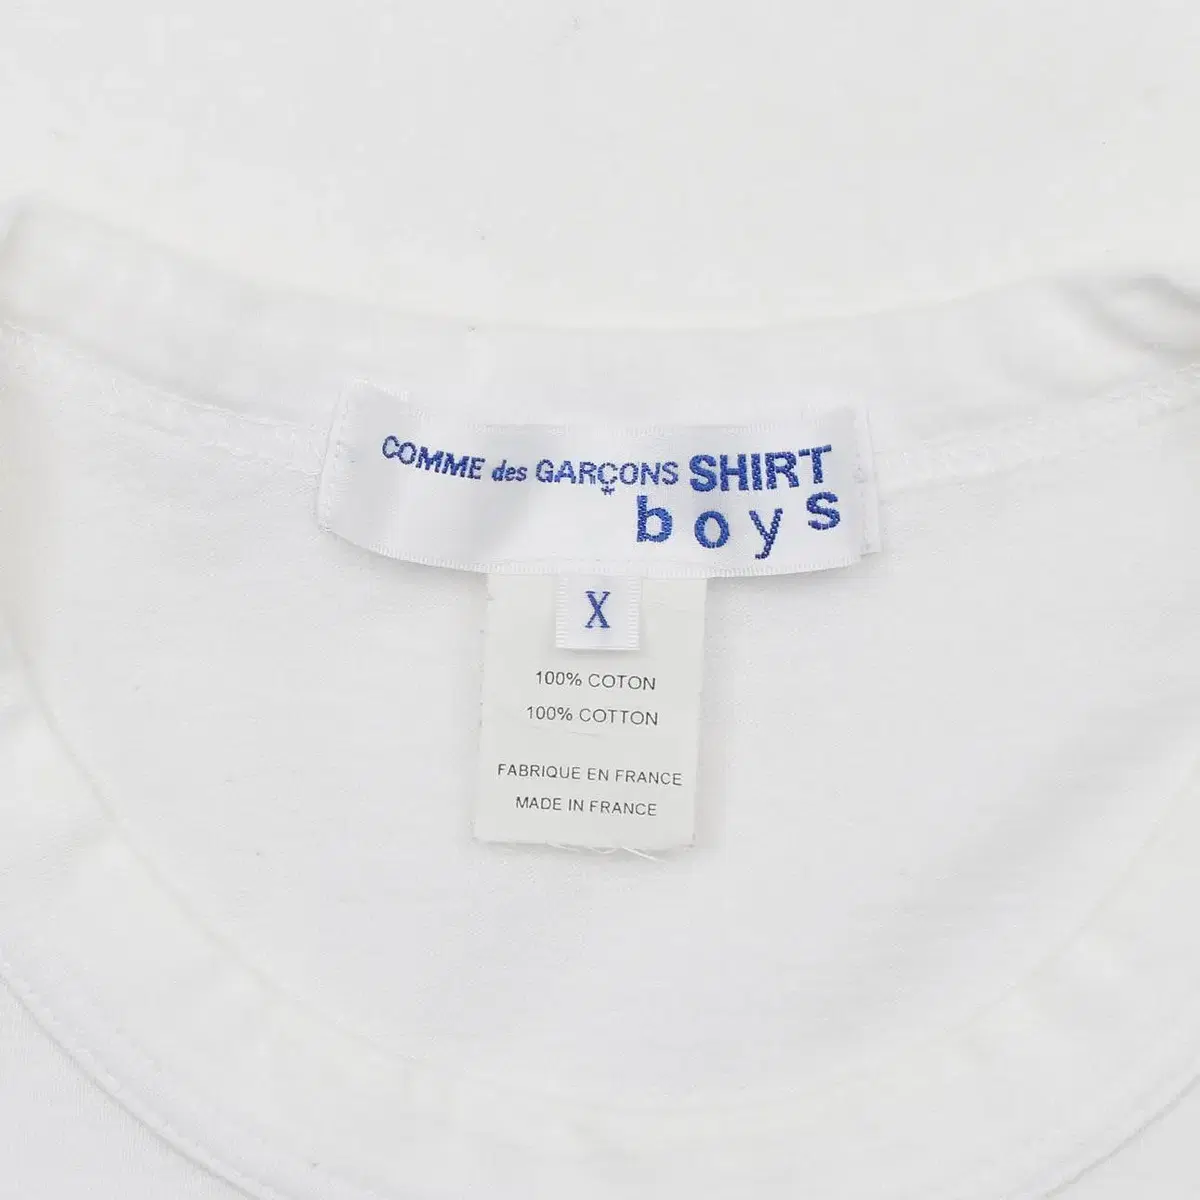 COMME des GARÇONS SHIRT
boys
X
100% COTON
100% COTTON
FABRIQUE EN FRANCE
MADE IN FRANCE